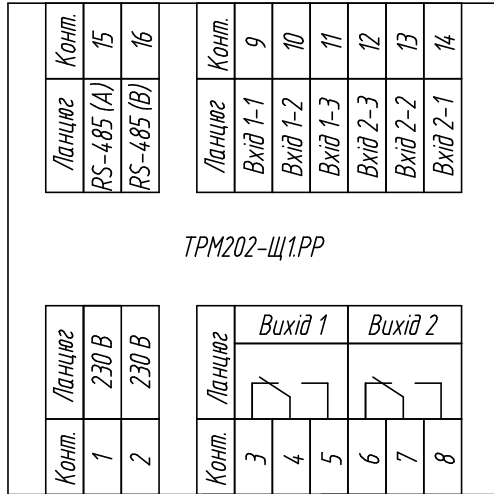 Конт. 15 16
Ланцюг RS-485 (A) RS-485 (B)
Конт. 9 10 11 12 13 14
Ланцюг Вхід 1-1 Вхід 1-2 Вхід 1-3 Вхід 2-3 Вхід 2-2 Вхід 2-1
ТРМ202-Щ1.РР
Ланцюг 230 В 230 В
Конт. 1 2
Ланцюг Вихід 1 Вихід 2
Конт. 3 4 5 6 7 8